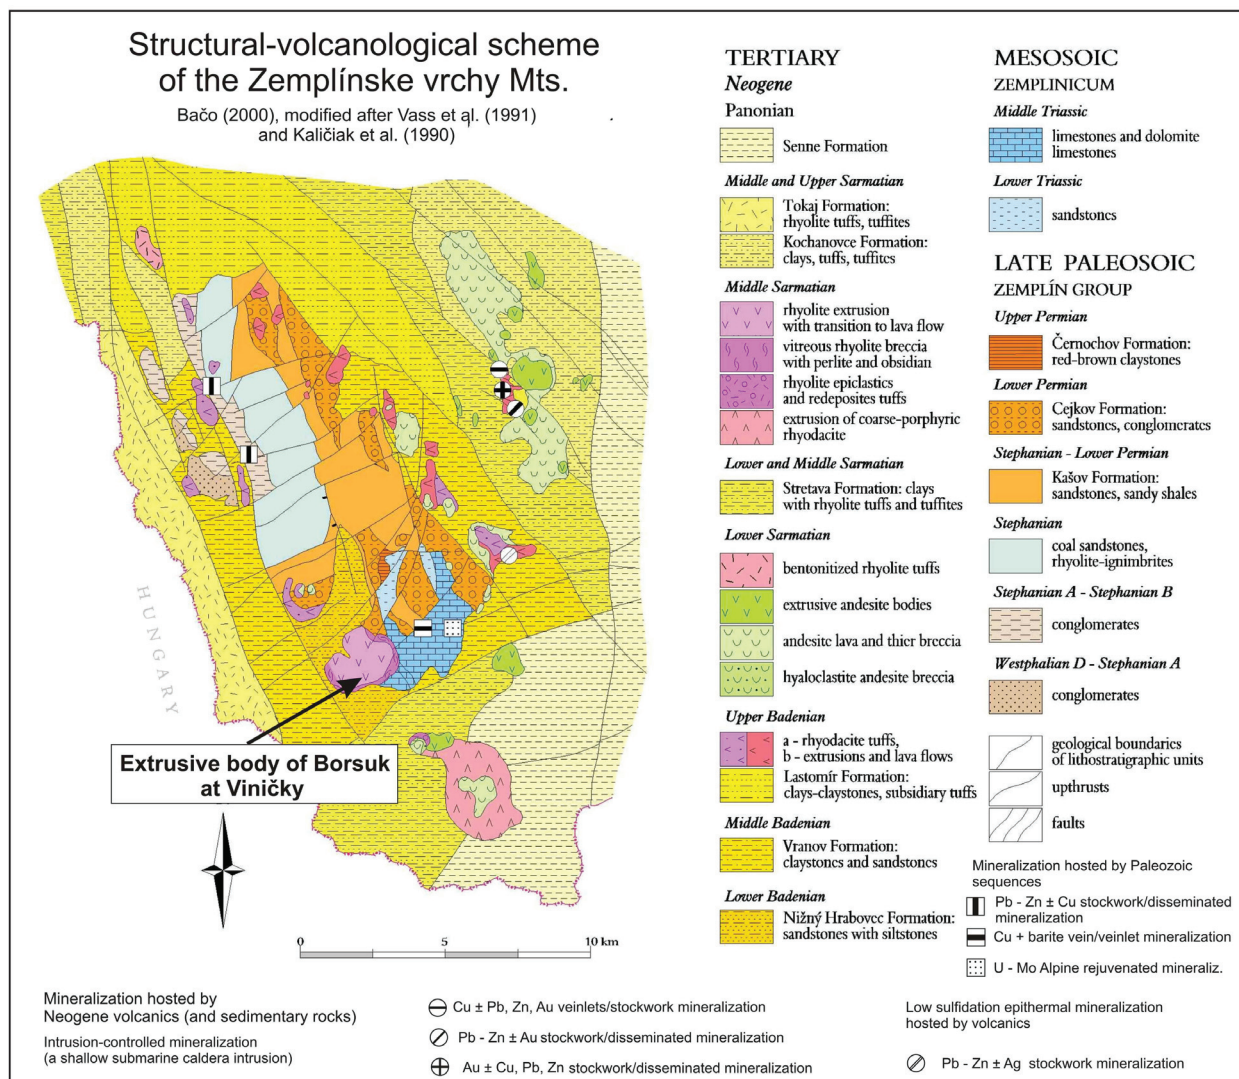 Structural-volcanological scheme
of the Zemplínske vrchy Mts.
Bačo (2000), modified after Vass et ąl. (1991)
and Kaličiak et al. (1990)
HUNGARY
Extrusive body of Borsuk
at Viničky
0 5 10 km
TERTIARY
Neogene
Panonian
Senne Formation
Middle and Upper Sarmatian
Tokaj Formation:
rhyolite tuffs, tuffites
Kochanovce Formation:
clays, tuffs, tuffites
Middle Sarmatian
rhyolite extrusion
with transition to lava flow
vitreous rhyolite breccia
with perlite and obsidian
rhyolite epiclastics
and redeposites tuffs
extrusion of coarse-porphyric
rhyodacite
Lower and Middle Sarmatian
Stretava Formation: clays
with rhyolite tuffs and tuffites
Lower Sarmatian
bentonitized rhyolite tuffs
extrusive andesite bodies
andesite lava and thier breccia
hyaloclastite andesite breccia
Upper Badenian
a - rhyodacite tuffs,
b - extrusions and lava flows
Lastomír Formation:
clays-claystones, subsidiary tuffs
Middle Badenian
Vranov Formation:
claystones and sandstones
Lower Badenian
Nižný Hrabovec Formation:
sandstones with siltstones
MESOSOIC
ZEMPLINICUM
Middle Triassic
limestones and dolomite
limestones
Lower Triassic
sandstones
LATE PALEOSOIC
ZEMPLÍN GROUP
Upper Permian
Černochov Formation:
red-brown claystones
Lower Permian
Cejkov Formation:
sandstones, conglomerates
Stephanian - Lower Permian
Kašov Formation:
sandstones, sandy shales
Stephanian
coal sandstones,
rhyolite-ignimbrites
Stephanian A - Stephanian B
conglomerates
Westphalian D - Stephanian A
conglomerates
geological boundaries
of lithostratigraphic units
upthrusts
faults
Mineralization hosted by Paleozoic
sequences
Pb - Zn ± Cu stockwork/disseminated
mineralization
Cu + barite vein/veinlet mineralization
U - Mo Alpine rejuvenated mineraliz.
Mineralization hosted by
Neogene volcanics (and sedimentary rocks)
Intrusion-controlled mineralization
(a shallow submarine caldera intrusion)
Cu ± Pb, Zn, Au veinlets/stockwork mineralization
Pb - Zn ± Au stockwork/disseminated mineralization
Au ± Cu, Pb, Zn stockwork/disseminated mineralization
Low sulfidation epithermal mineralization
hosted by volcanics
Pb - Zn ± Ag stockwork mineralization